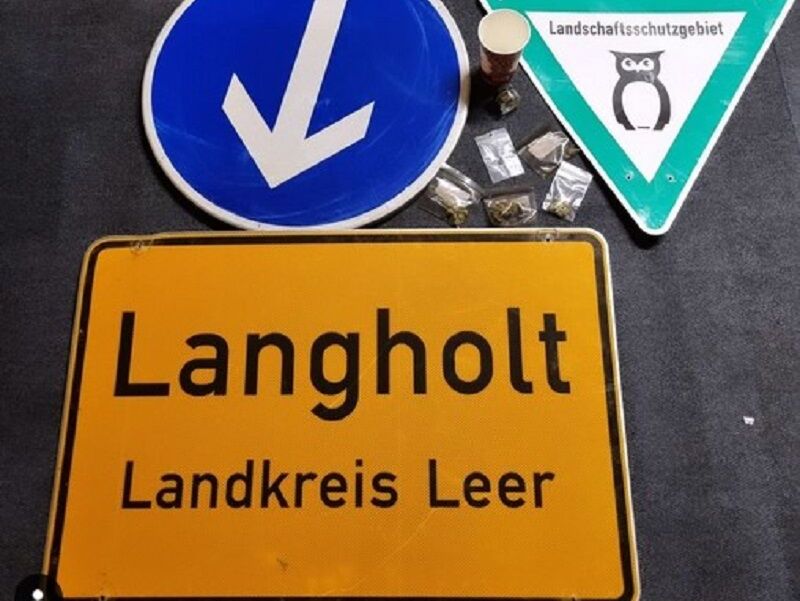 Landschaftsschutzgebiet
Langholt
Landkreis Leer